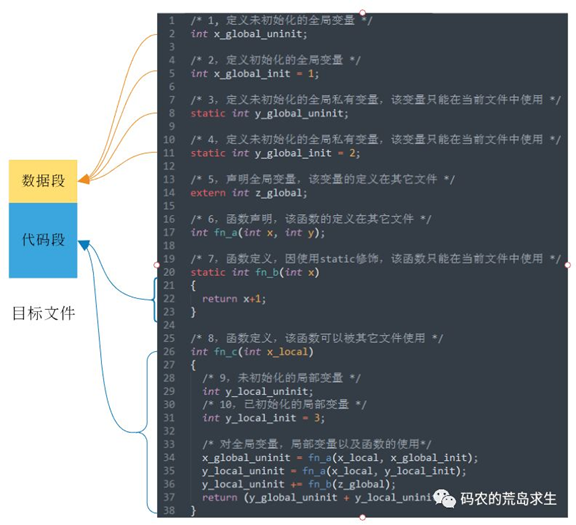 数据段
代码段
目标文件
1 /* 1, 定义未初始化的全局变量 */
2 int x_global_uninit;
3
4 /* 2, 定义初始化的全局变量 */
5 int x_global_init = 1;
6
7 /* 3, 定义未初始化的全局私有变量, 该变量只能在当前文件中使用 */
8 static int y_global_uninit;
9
10 /* 4, 定义未初始化的全局私有变量, 该变量只能在当前文件中使用 */
11 static int y_global_init = 2;
12
13 /* 5, 声明全局变量, 该变量的定义在其它文件 */
14 extern int z_global;
15
16 /* 6, 函数声明, 该函数的定义在其它文件 */
17 int fn_a(int x, int y);
18
19 /* 7, 函数定义, 因使用static修饰, 该函数只能在当前文件中使用 */
20 static int fn_b(int x)
21 {
22 return x+1;
23 }
24
25 /* 8, 函数定义, 该函数可以被其它文件使用 */
26 int fn_c(int x_local)
27 {
28 /* 9, 未初始化的局部变量 */
29 int y_local_uninit;
30 /* 10, 已初始化的局部变量 */
31 int y_local_init = 3;
32
33 /* 对全局变量, 局部变量以及函数的使用*/
34 x_global_uninit = fn_a(x_local, x_global_init);
35 y_local_uninit = fn_a(x_local, y_local_init);
36 y_local_uninit += fn_b(z_global);
37 return (y_global_uninit + y_local_unini
38 }
码农的荒岛求生